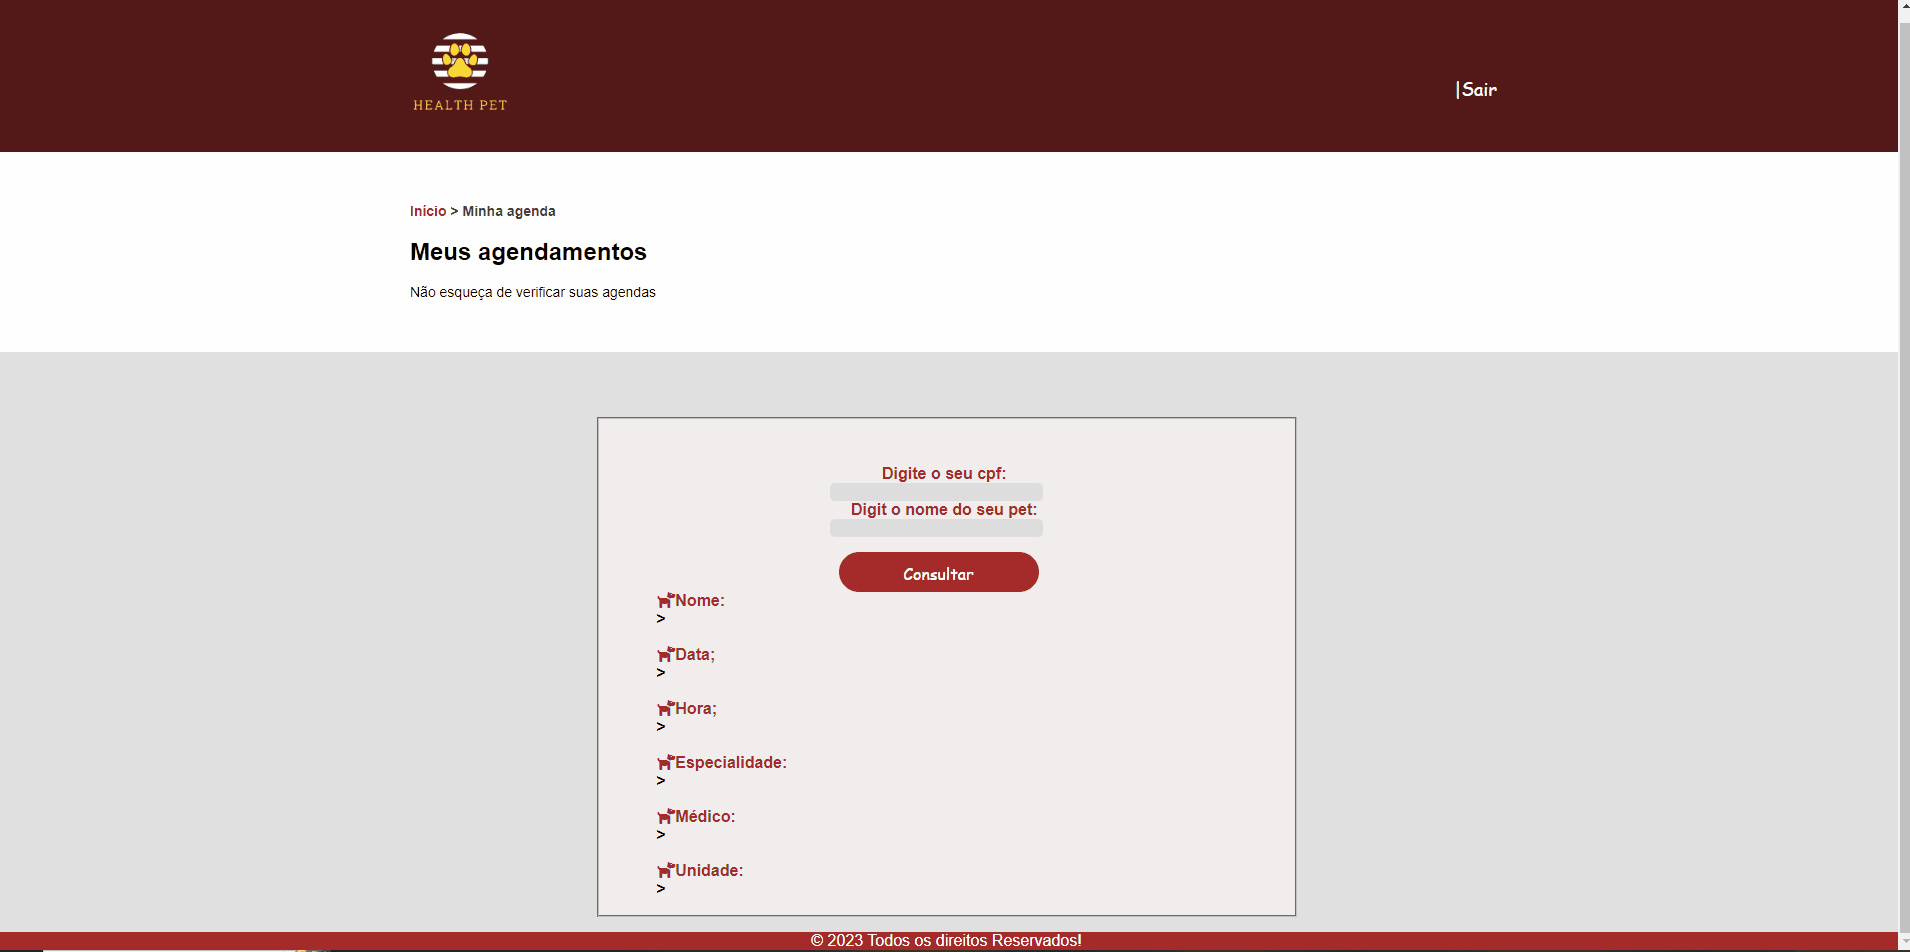 HEALTH PET
|Sair
Início > Minha agenda
Meus agendamentos
Não esqueça de verificar suas agendas
Digite o seu cpf:
Digit o nome do seu pet:
Consultar
Nome:
>
Data;
>
Hora;
>
Especialidade:
>
Médico:
>
Unidade:
>
© 2023 Todos os direitos Reservados!